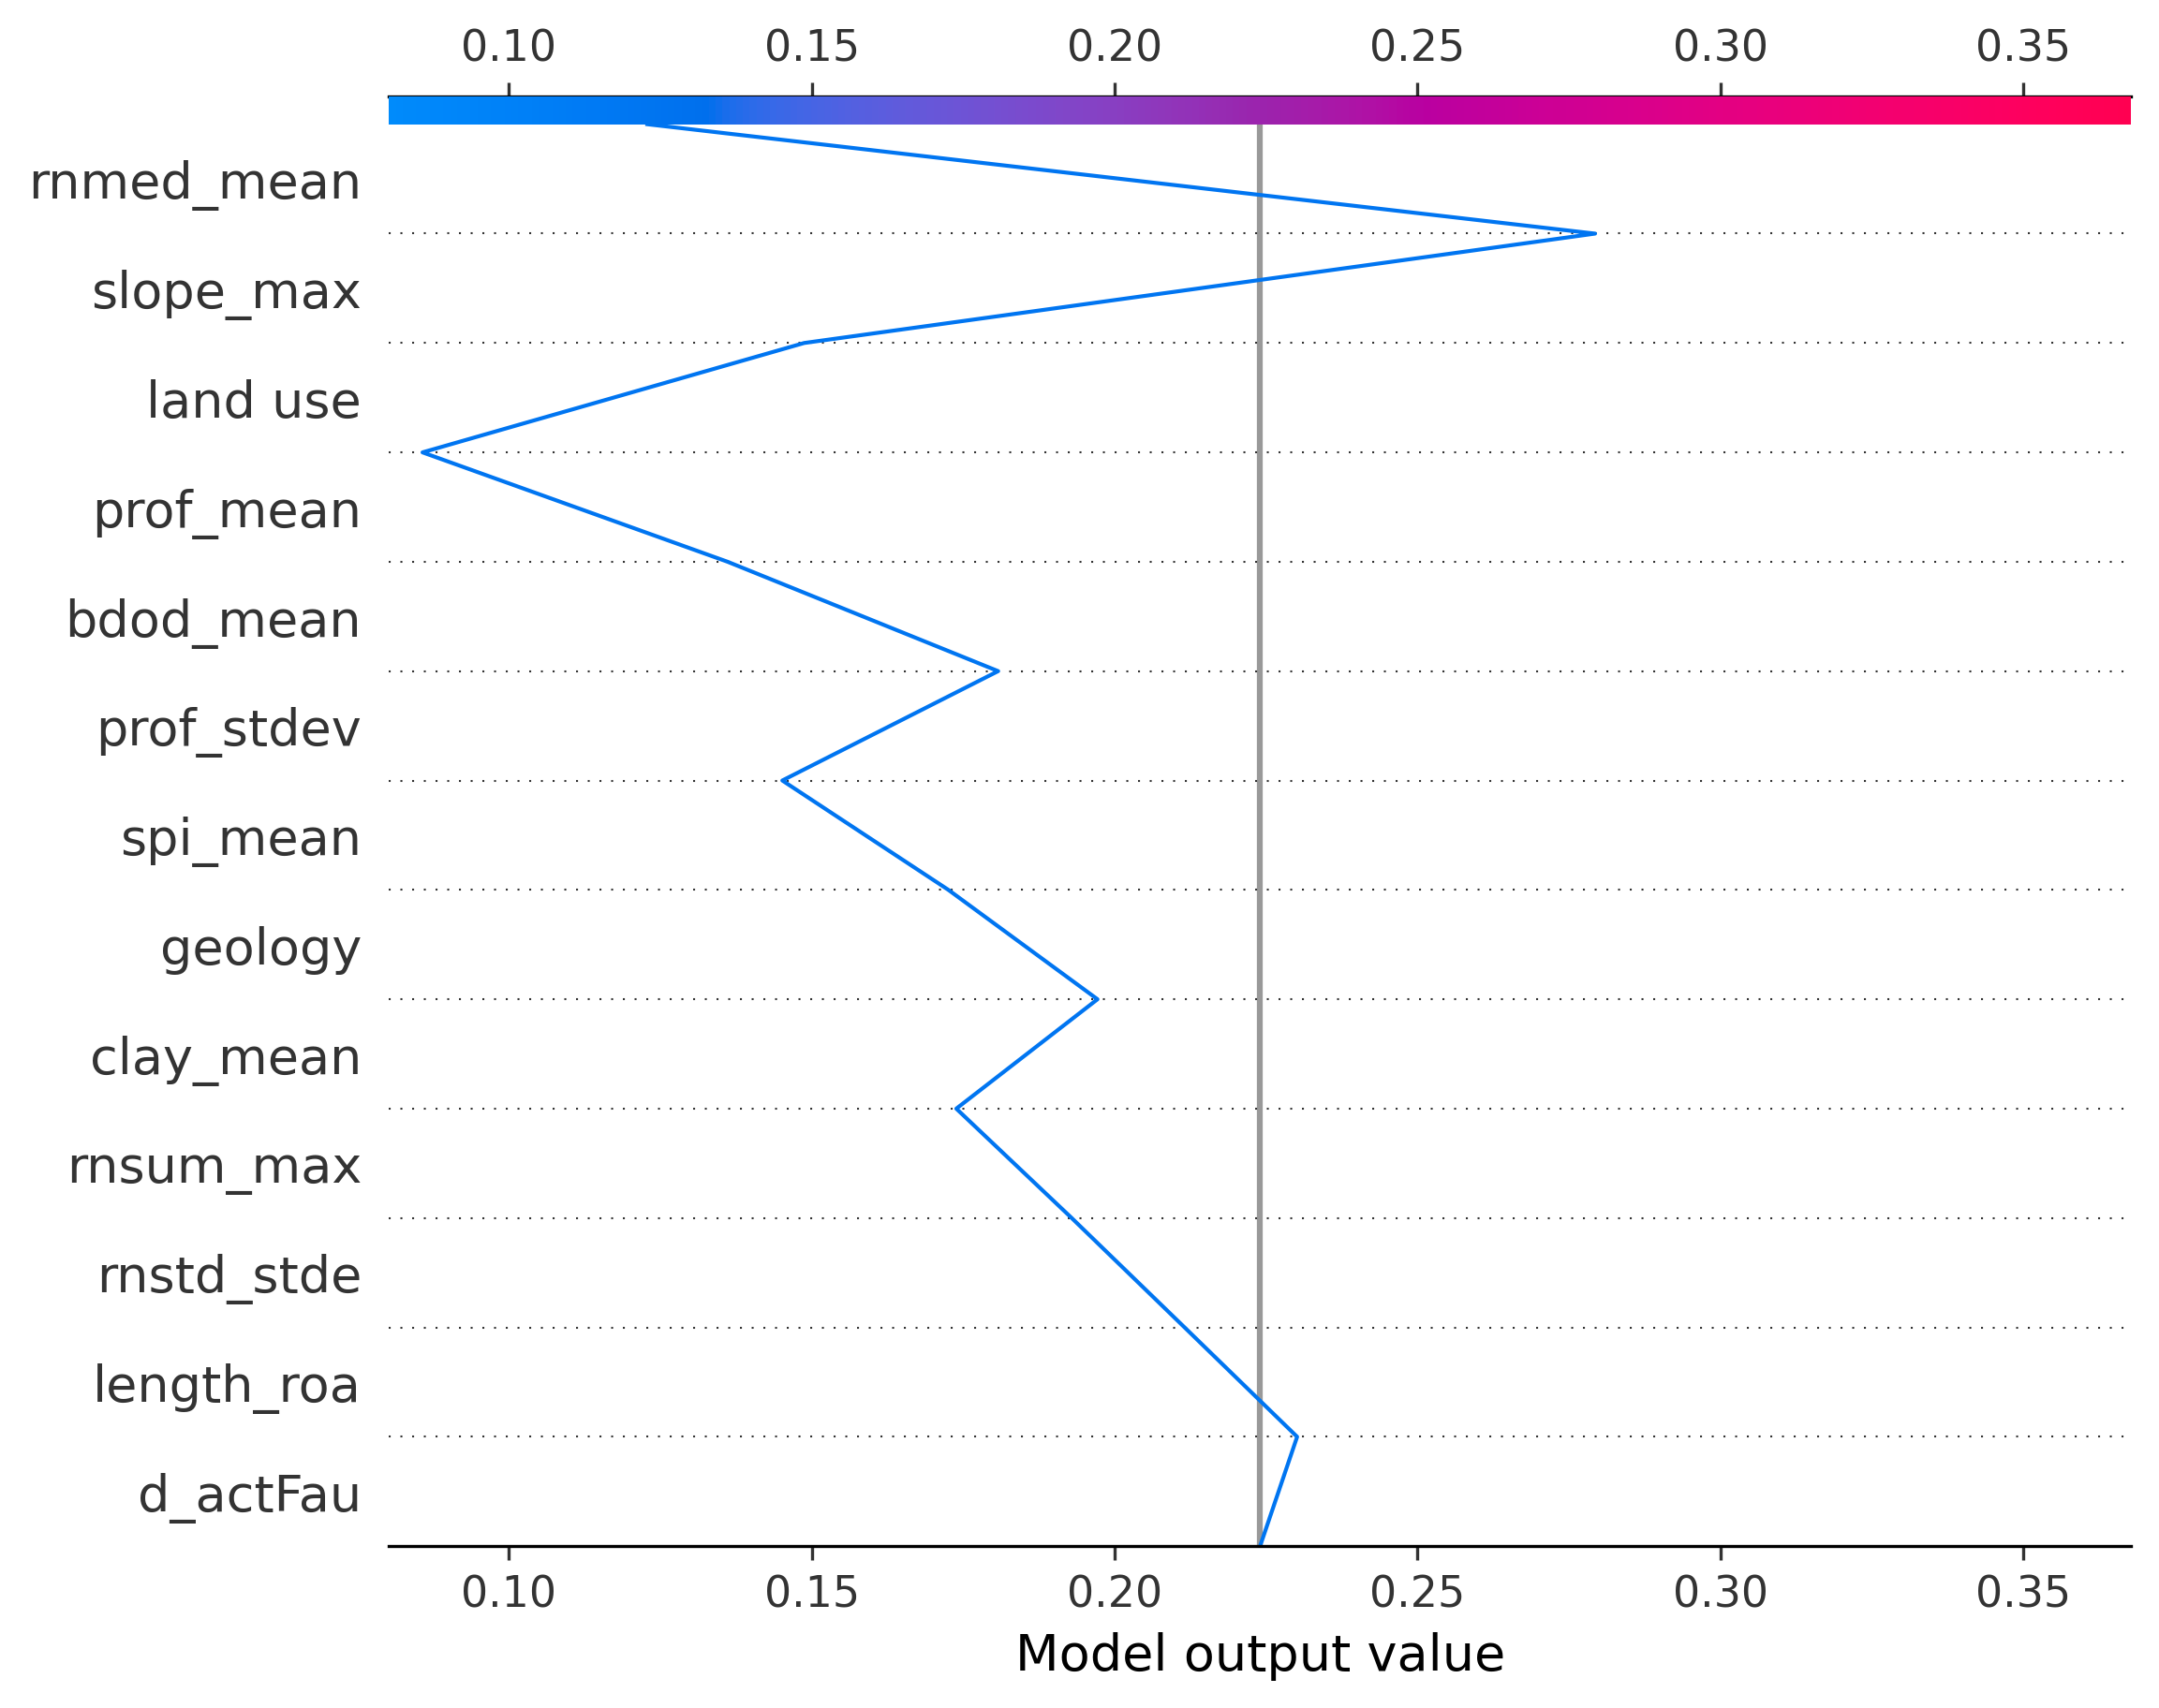 0.10 0.15 0.20 0.25 0.30 0.35
rnmed_mean
slope_max
land use
prof_mean
bdod_mean
prof_stdev
spi_mean
geology
clay_mean
rnsum_max
rnstd_stde
length_roa
d_actFau
0.10 0.15 0.20 0.25 0.30 0.35
Model output value